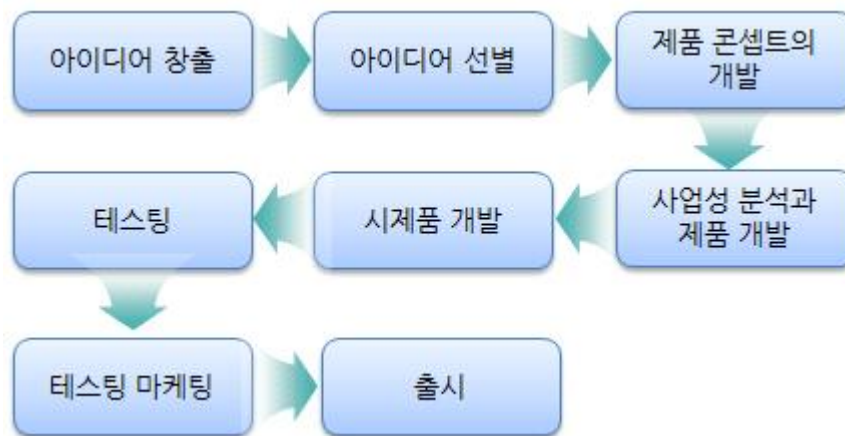 아이디어 창출
아이디어 선별
제품 콘셉트의
개발
사업성 분석과
제품 개발
시제품 개발
테스팅
테스팅 마케팅
출시